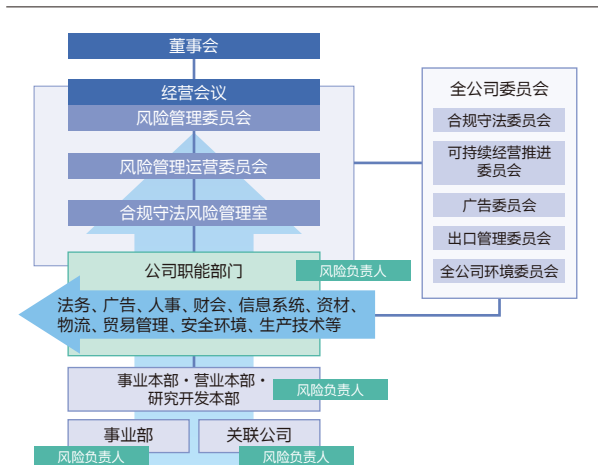 董事会
经营会议
风险管理委员会
风险管理运营委员会
合规守法风险管理室
公司职能部门
风险负责人
法务、广告、人事、财会、信息系统、资材、
物流、贸易管理、安全环境、生产技术等
事业本部・营业本部・
研究开发本部
风险负责人
事业部
关联公司
风险负责人
风险负责人
全公司委员会
合规守法委员会
可持续经营推进
委员会
广告委员会
出口管理委员会
全公司环境委员会